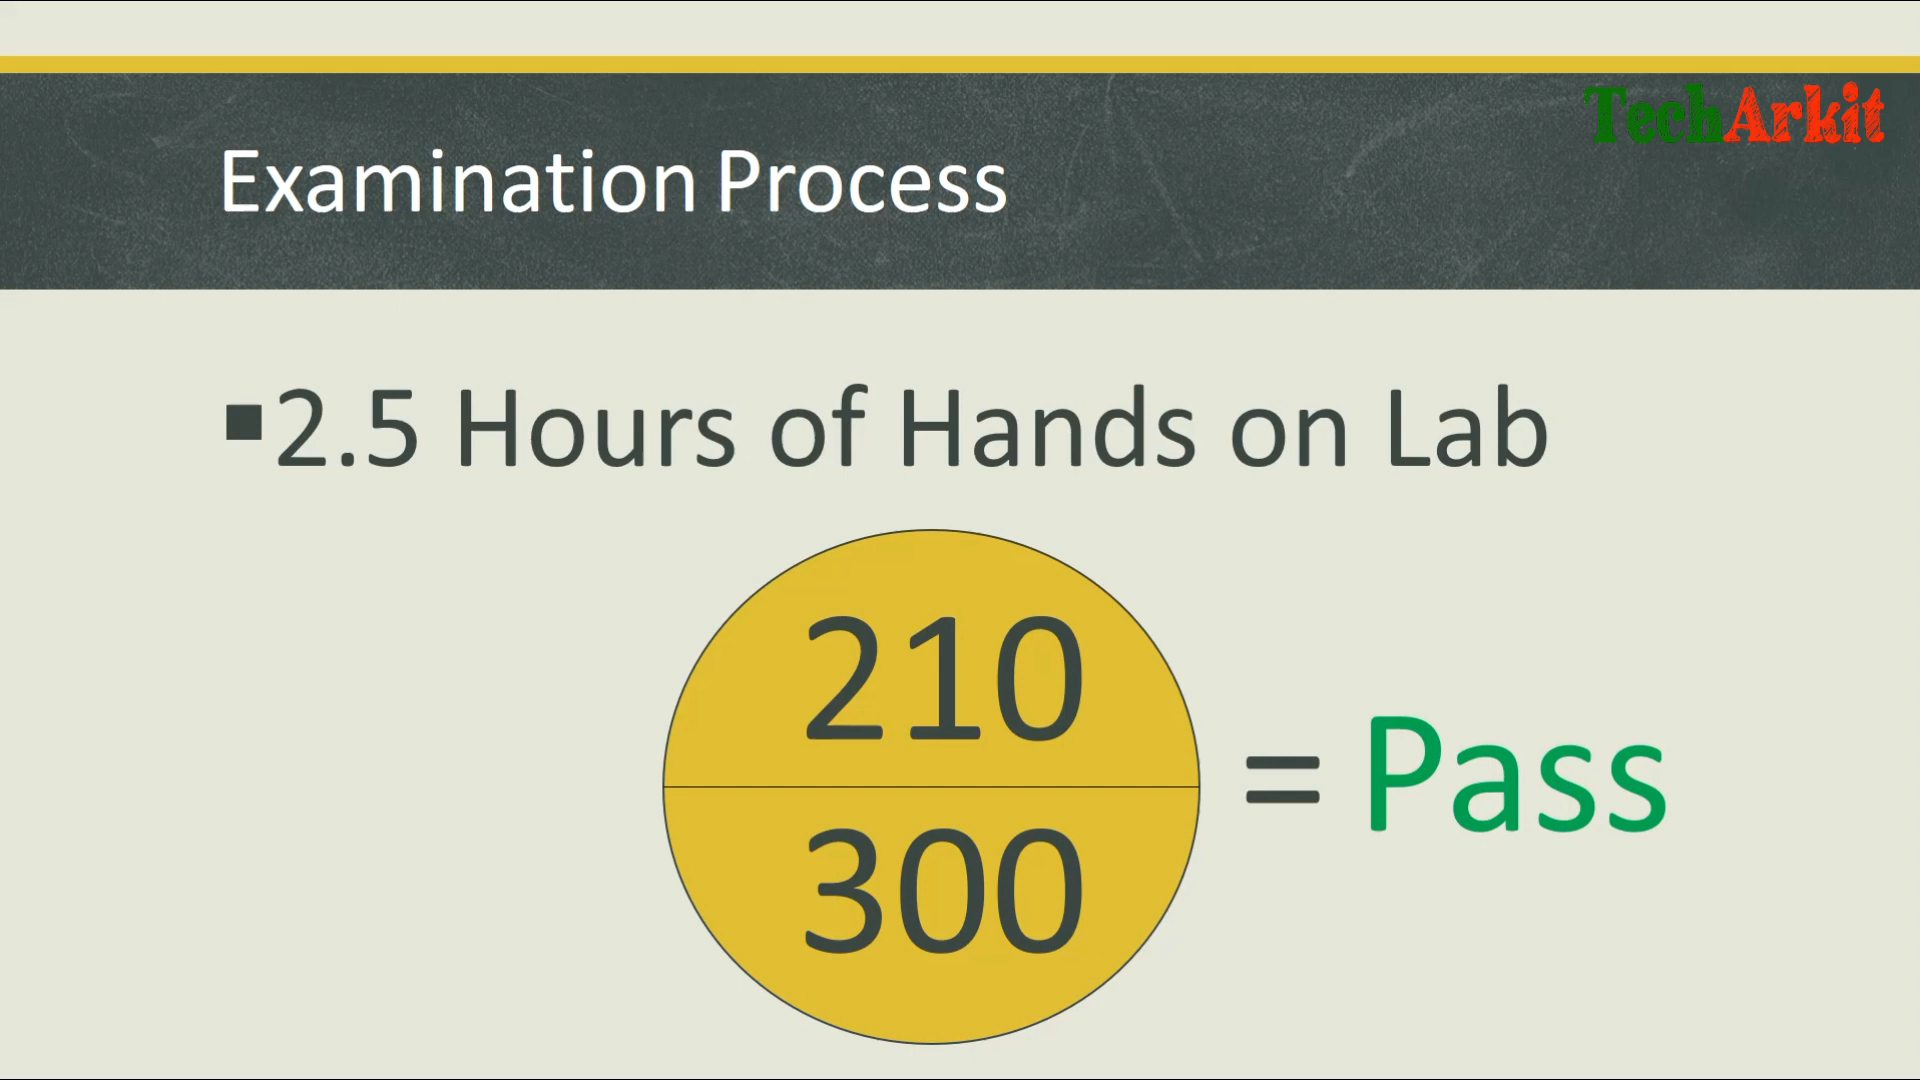 TechArkit
Examination Process
▪2.5 Hours of Hands on Lab
210
300
= Pass